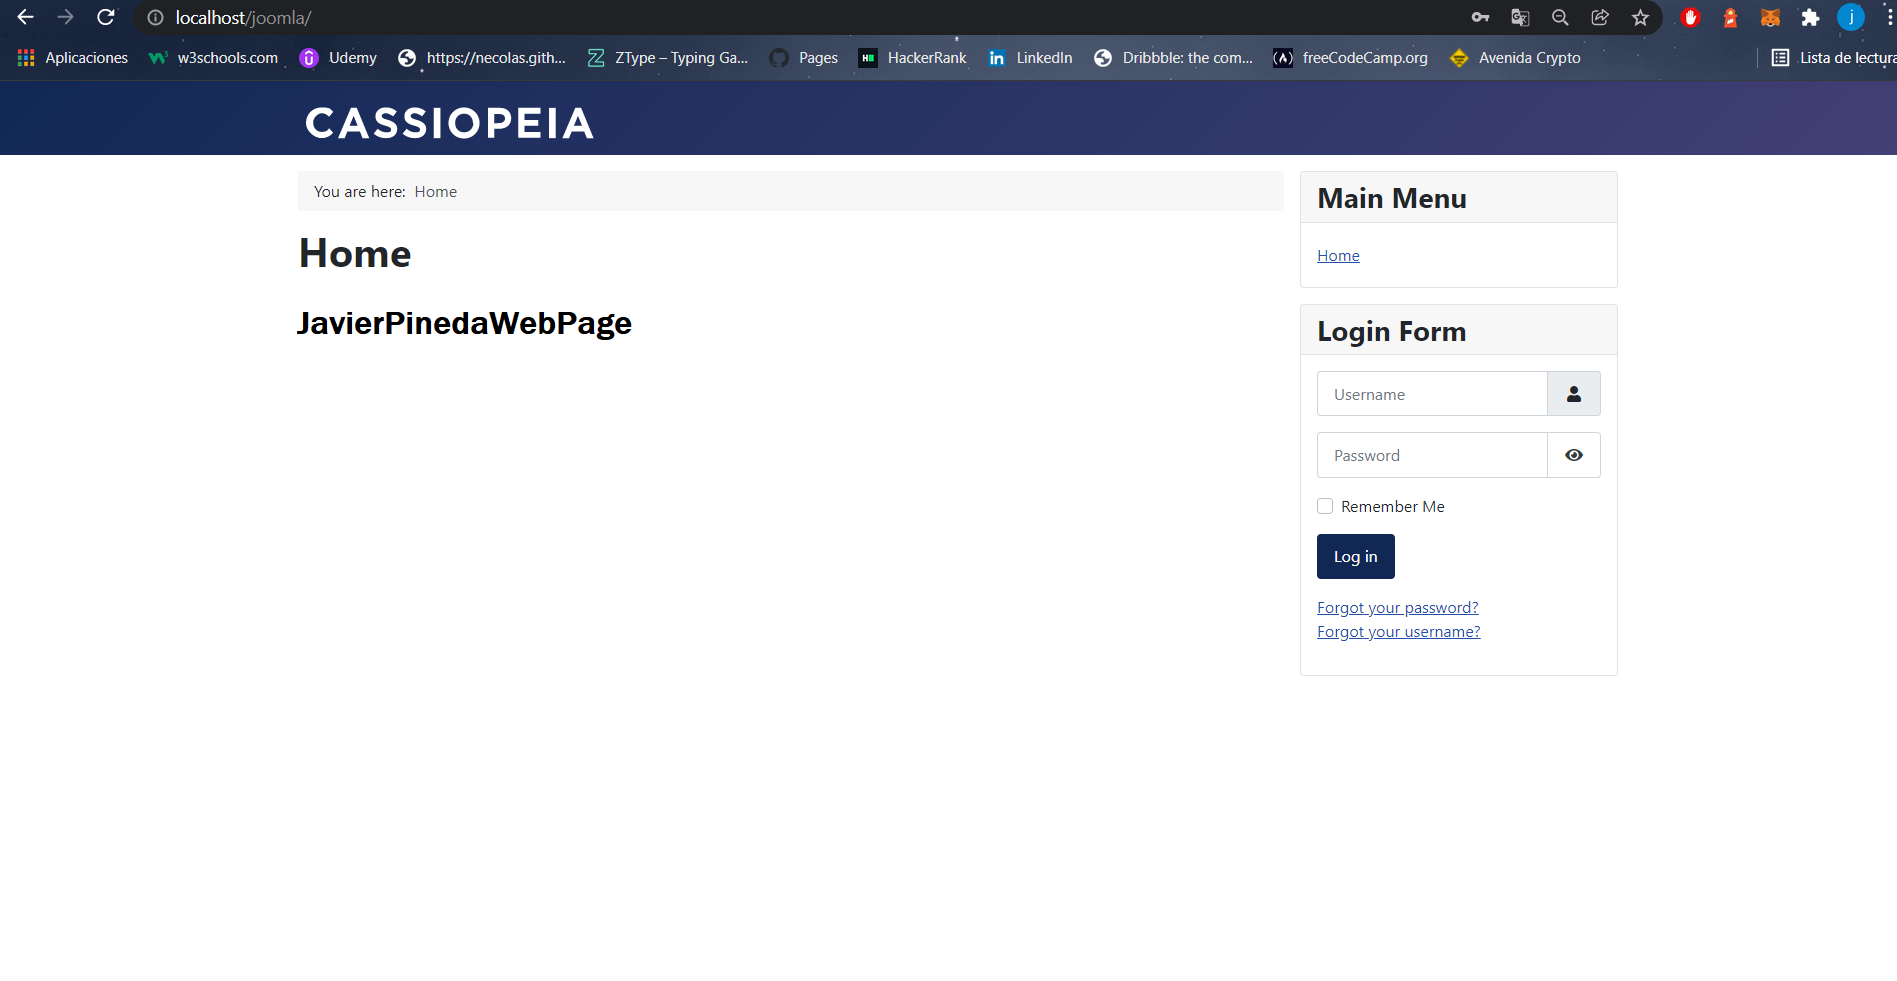 localhost/joomla/
j
Aplicaciones w3schools.com Udemy https://necolas.gith... ZType – Typing Ga... Pages HackerRank LinkedIn Dribbble: the com... freeCodeCamp.org Avenida Crypto Lista de lectura
CASSIOPEIA
You are here: Home
Home
JavierPinedaWebPage
Main Menu
Home
Login Form
Username
Password
Remember Me
Log in
Forgot your password?
Forgot your username?